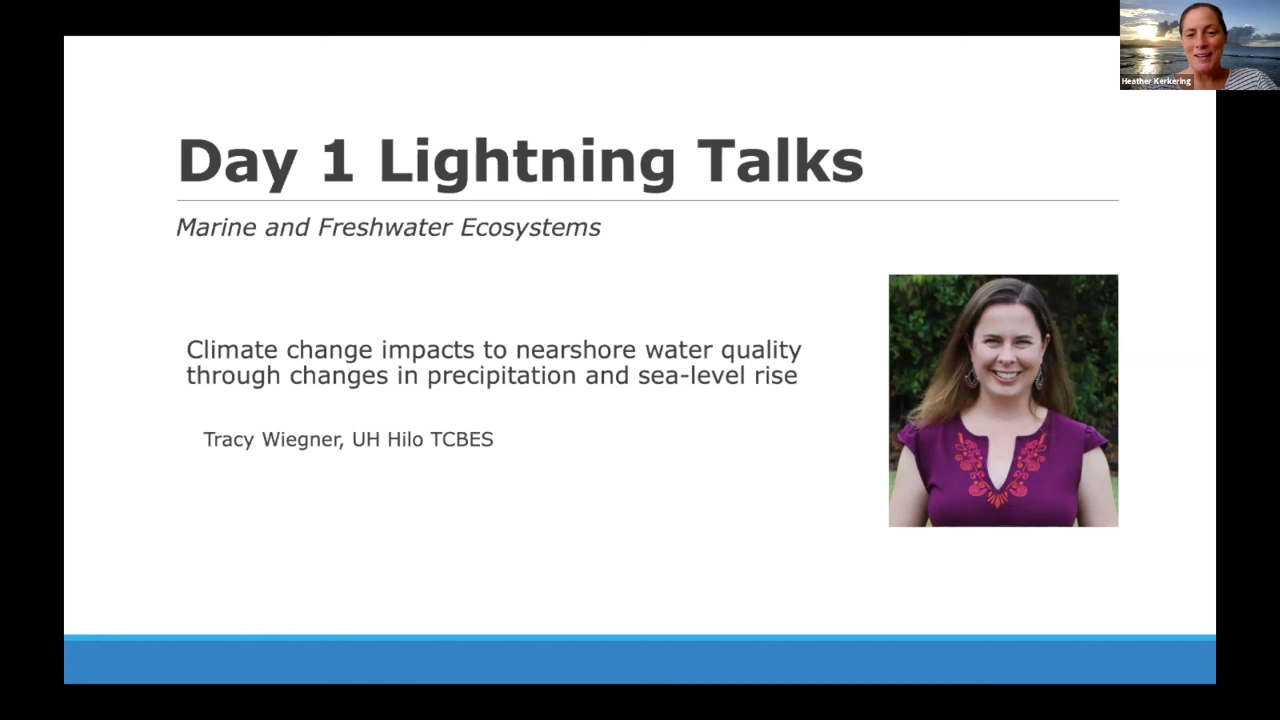 Heather Kerkering
Day 1 Lightning Talks
Marine and Freshwater Ecosystems
Climate change impacts to nearshore water quality
through changes in precipitation and sea-level rise
Tracy Wiegner, UH Hilo TCBES